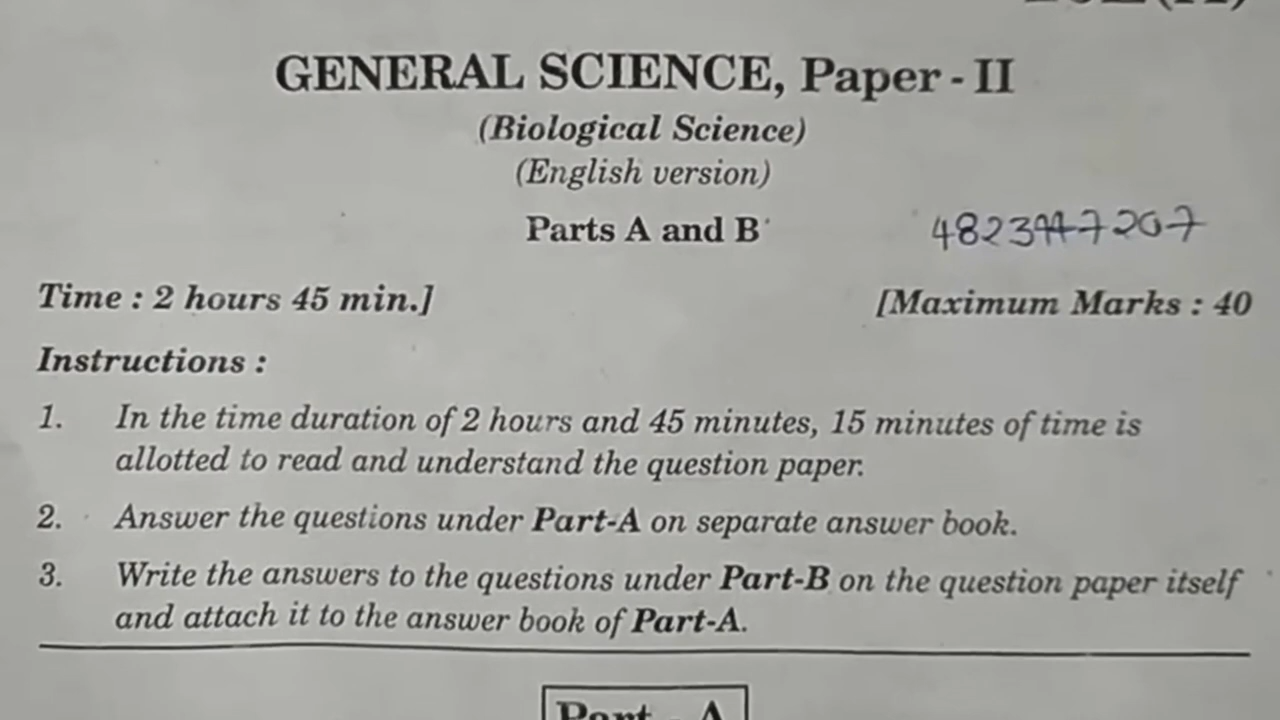 GENERAL SCIENCE, Paper - II
(Biological Science)
(English version)
Parts A and B
Time : 2 hours 45 min.]
[Maximum Marks : 40
Instructions :
1. In the time duration of 2 hours and 45 minutes, 15 minutes of time is
allotted to read and understand the question paper.
2. Answer the questions under Part-A on separate answer book.
3. Write the answers to the questions under Part-B on the question paper itself
and attach it to the answer book of Part-A.
Part - A